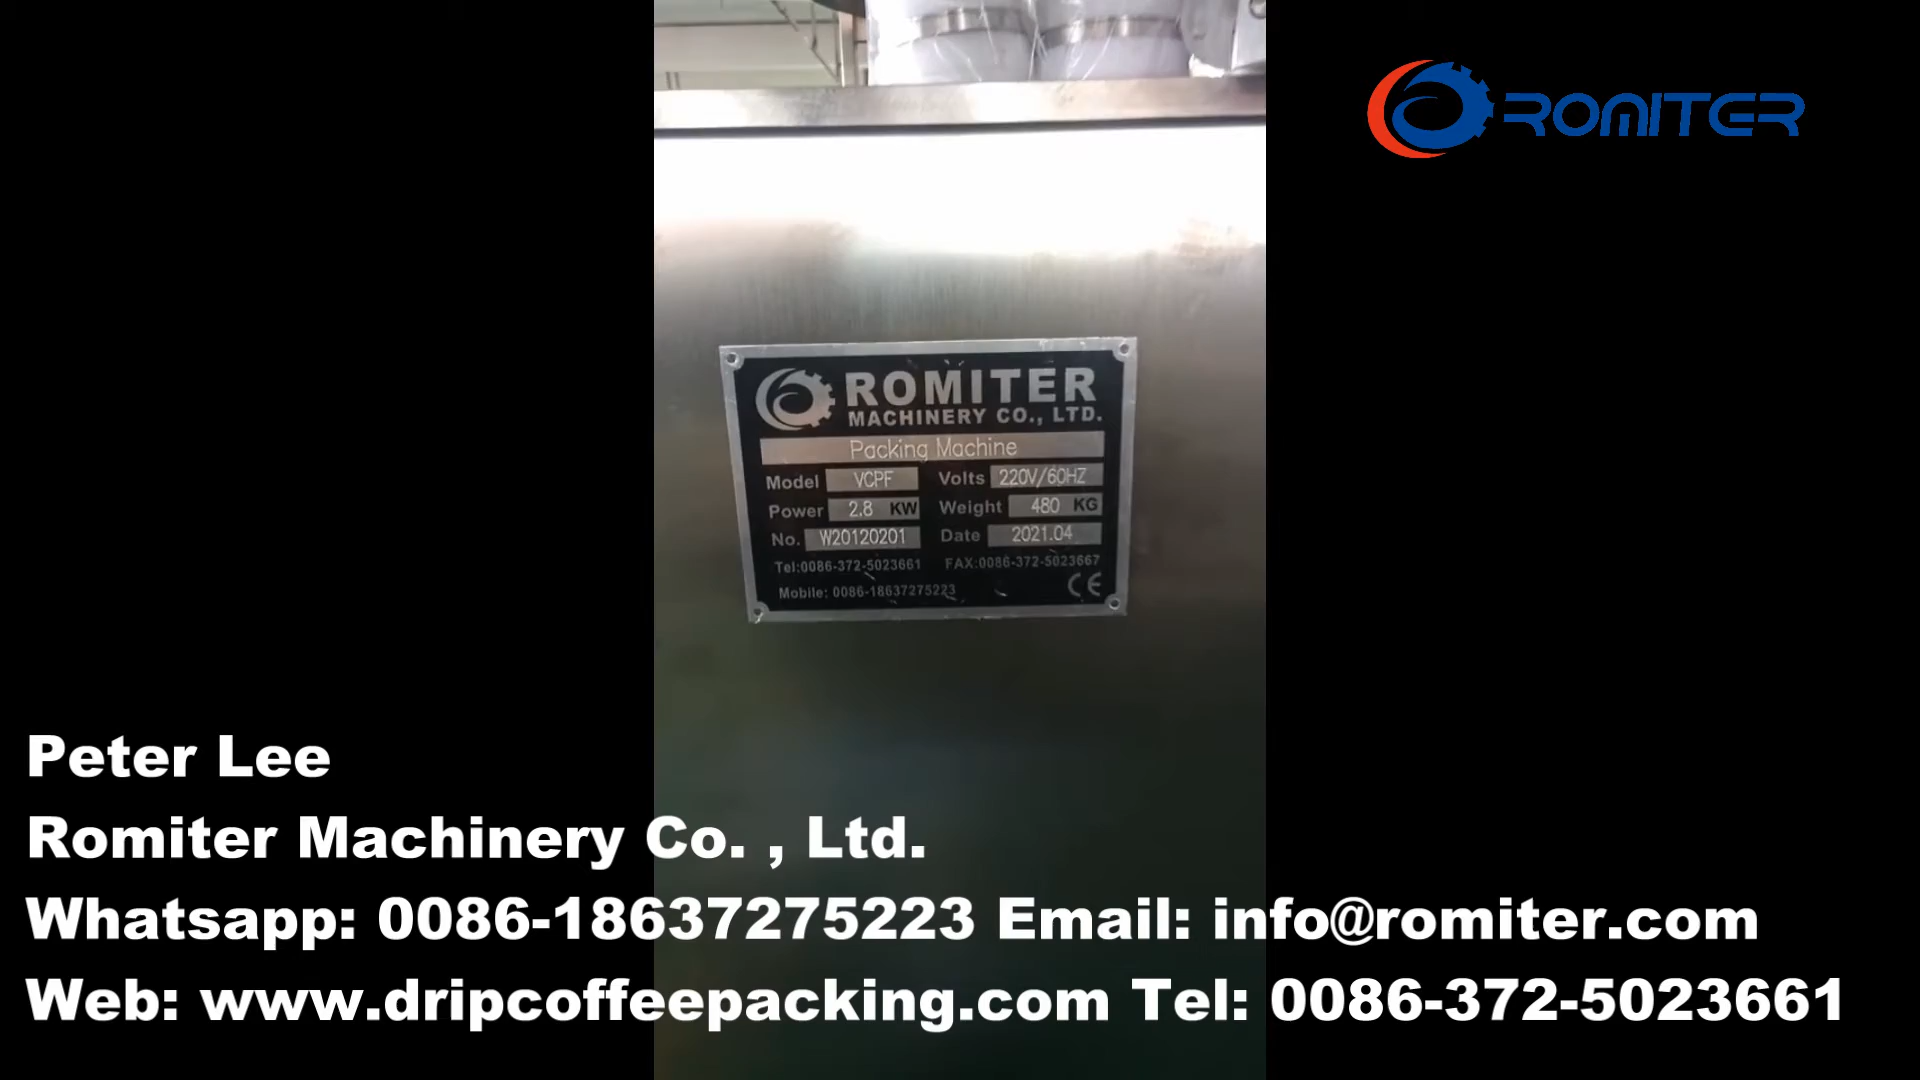 ROMITER
ROMITER
MACHINERY CO., LTD.
Packing Machine
Model VCPF Volts 220V/60HZ
Power 2.8 KW Weight 480 KG
No. W20120201 Date 2021.04
Tel:0086-372-5023661 FAX:0086-372-5023667
Mobile: 0086-18637275223 CE
Peter Lee
Romiter Machinery Co. , Ltd.
Whatsapp: 0086-18637275223 Email: info@romiter.com
Web: www.dripcoffeepacking.com Tel: 0086-372-5023661